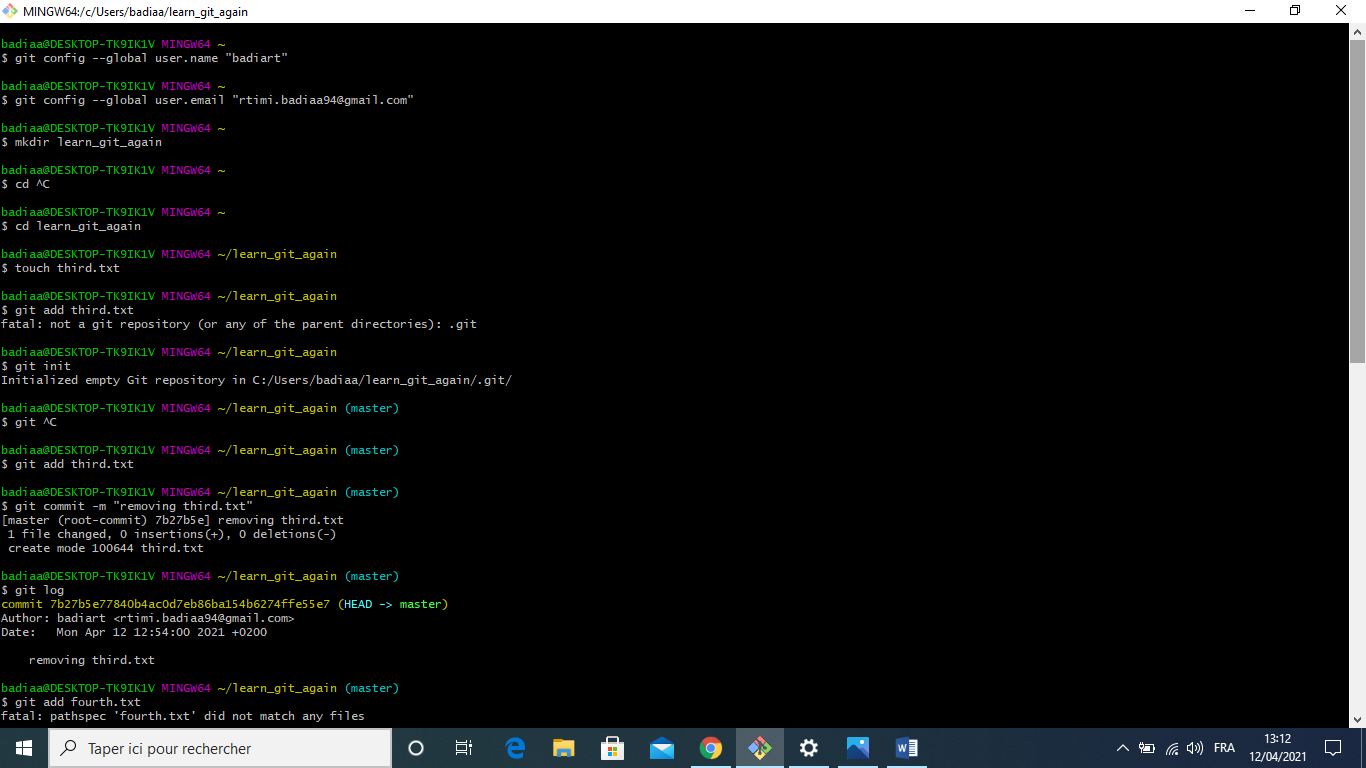 MINGW64:/c/Users/badiaa/learn_git_again
badiaa@DESKTOP-TK9IK1V MINGW64 ~
$ git config --global user.name "badiart"
badiaa@DESKTOP-TK9IK1V MINGW64 ~
$ git config --global user.email "rtimi.badiaa94@gmail.com"
badiaa@DESKTOP-TK9IK1V MINGW64 ~
$ mkdir learn_git_again
badiaa@DESKTOP-TK9IK1V MINGW64 ~
$ cd ^C
badiaa@DESKTOP-TK9IK1V MINGW64 ~
$ cd learn_git_again
badiaa@DESKTOP-TK9IK1V MINGW64 ~/learn_git_again
$ touch third.txt
badiaa@DESKTOP-TK9IK1V MINGW64 ~/learn_git_again
$ git add third.txt
fatal: not a git repository (or any of the parent directories): .git
badiaa@DESKTOP-TK9IK1V MINGW64 ~/learn_git_again
$ git init
Initialized empty Git repository in C:/Users/badiaa/learn_git_again/.git/
badiaa@DESKTOP-TK9IK1V MINGW64 ~/learn_git_again (master)
$ git ^C
badiaa@DESKTOP-TK9IK1V MINGW64 ~/learn_git_again (master)
$ git add third.txt
badiaa@DESKTOP-TK9IK1V MINGW64 ~/learn_git_again (master)
$ git commit -m "removing third.txt"
[master (root-commit) 7b27b5e] removing third.txt
 1 file changed, 0 insertions(+), 0 deletions(-)
 create mode 100644 third.txt
badiaa@DESKTOP-TK9IK1V MINGW64 ~/learn_git_again (master)
$ git log
commit 7b27b5e77840b4ac0d7eb86ba154b6274ffe55e7 (HEAD -> master)
Author: badiart <rtimi.badiaa94@gmail.com>
Date:   Mon Apr 12 12:54:00 2021 +0200
    removing third.txt
badiaa@DESKTOP-TK9IK1V MINGW64 ~/learn_git_again (master)
$ git add fourth.txt
fatal: pathspec 'fourth.txt' did not match any files
Taper ici pour rechercher
FRA
13:12
12/04/2021